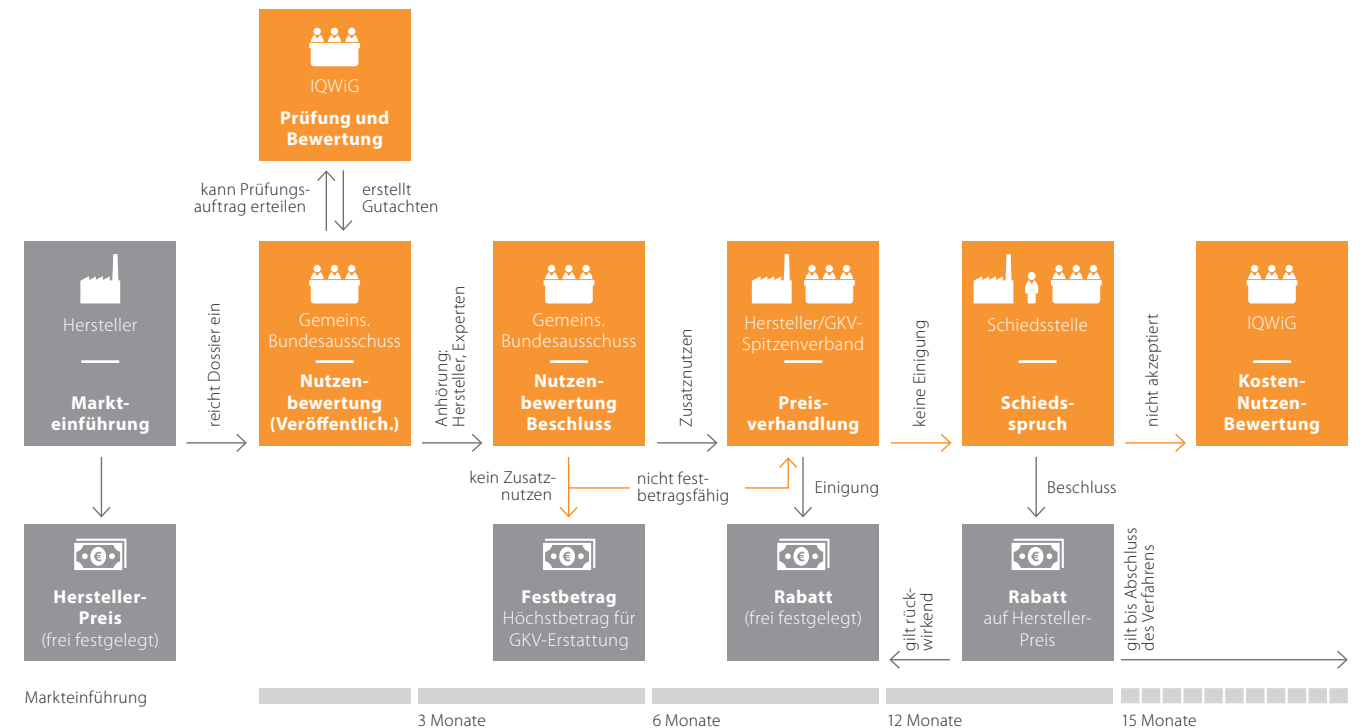 IQWiG
Prüfung und
Bewertung
kann Prüfungs-
auftrag erteilen
erstellt
Gutachten
Hersteller
Markt-
einführung
reicht Dossier ein
Gemeins.
Bundesausschuss
Nutzen-
bewertung
(Veröffentlich.)
Anhörung:
Hersteller, Experten
Gemeins.
Bundesausschuss
Nutzen-
bewertung
Beschluss
Zusatznutzen
Hersteller/GKV-
Spitzenverband
Preis-
verhandlung
keine Einigung
Schiedsstelle
Schieds-
spruch
nicht akzeptiert
IQWiG
Kosten-
Nutzen-
Bewertung
kein Zusatz-
nutzen
nicht fest-
betragsfähig
Einigung
Beschluss
Hersteller-
Preis
(frei festgelegt)
Festbetrag
Höchstbetrag für
GKV-Erstattung
Rabatt
(frei festgelegt)
gilt rück-
wirkend
Rabatt
auf Hersteller-
Preis
gilt bis Abschluss
des Verfahrens
Markteinführung
3 Monate
6 Monate
12 Monate
15 Monate